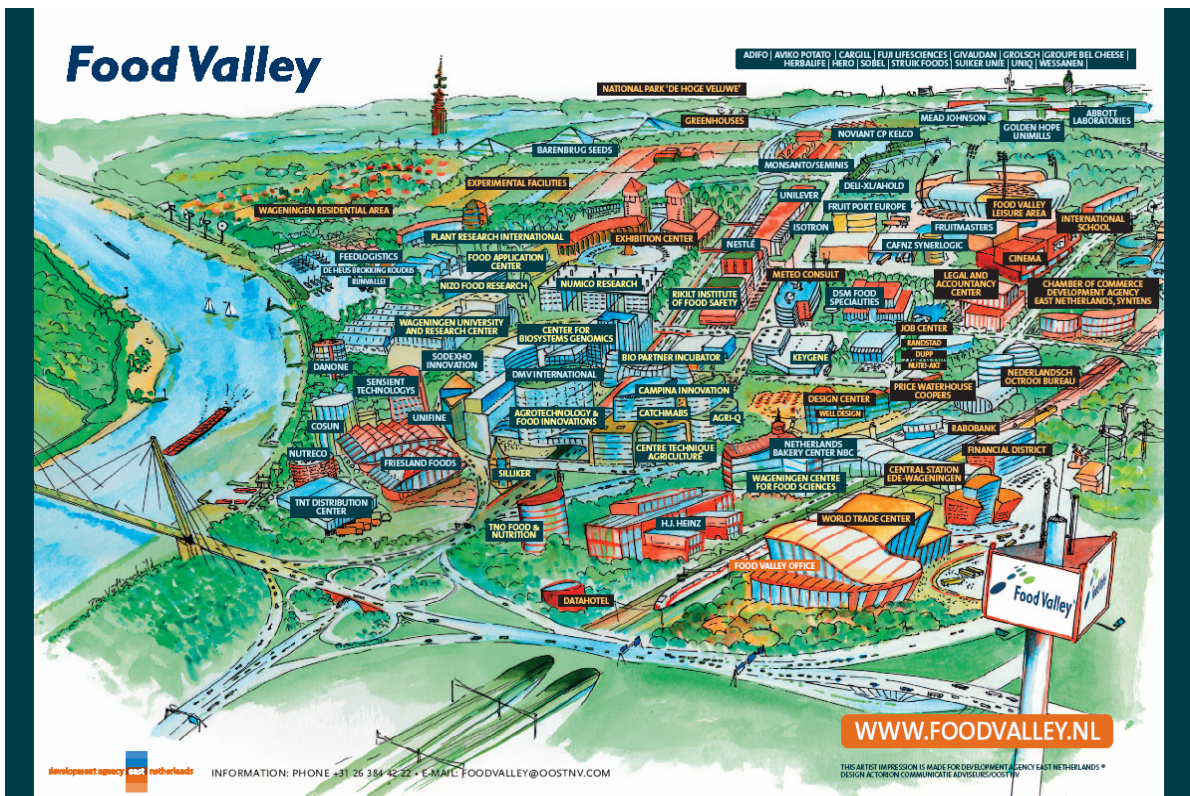 Food Valley
ADIFO | AVIKO POTATO | CARGILL | FUJI LIFESCIENCES | GIVAUDAN | GROLSCH | GROUPE BEL CHEESE |
HERBALIFE | HERO | SOBEL | STRUIK FOODS | SUIKER UNIE | UNIQ | WESSANEN |
NATIONAL PARK 'DE HOGE VELUWE'
GREENHOUSES
MEAD JOHNSON
ABBOTT
LABORATORIES
GOLDEN HOPE
UNIMILLS
NOVIANT CP KELCO
BARENBRUG SEEDS
MONSANTO/SEMINIS
EXPERIMENTAL FACILITIES
DELI-XL/AHOLD
UNILEVER
FRUIT PORT EUROPE
FOOD VALLEY
LEISURE AREA
WAGENINGEN RESIDENTIAL AREA
INTERNATIONAL
SCHOOL
ISOTRON
FRUITMASTERS
PLANT RESEARCH INTERNATIONAL
EXHIBITION CENTER
NESTLÉ
CAFNZ SYNERLOGIC
FEEDLOGISTICS
FOOD APPLICATION
CENTER
CINEMA
DE HEUS BROKKING KOUDIJS
RIJNVALLEI
NIZO FOOD RESEARCH
NUMICO RESEARCH
METEO CONSULT
LEGAL AND
ACCOUNTANCY
CENTER
CHAMBER OF COMMERCE
DEVELOPMENT AGENCY
EAST NETHERLANDS, SYNTENS
RIKILT INSTITUTE
OF FOOD SAFETY
DSM FOOD
SPECIALITIES
WAGENINGEN UNIVERSITY
AND RESEARCH CENTER
CENTER FOR
BIOSYSTEMS GENOMICS
JOB CENTER
RANDSTAD
DUPP
NUTRI-AKT
DANONE
SODEXHO
INNOVATION
BIO PARTNER INCUBATOR
KEYGENE
DMV INTERNATIONAL
NEDERLANDSCH
OCTROOI BUREAU
SENSIENT
TECHNOLOGYS
CAMPINA INNOVATION
PRICE WATERHOUSE
COOPERS
DESIGN CENTER
WELL DESIGN
UNIFINE
AGROTECHNOLOGY &
FOOD INNOVATIONS
CATCHMABS
AGRI-Q
COSUN
RABOBANK
NUTRECO
CENTRE TECHNIQUE
AGRICULTURE
NETHERLANDS
BAKERY CENTER NBC
FINANCIAL DISTRICT
FRIESLAND FOODS
SILLIKER
WAGENINGEN CENTRE
FOR FOOD SCIENCES
CENTRAL STATION
EDE-WAGENINGEN
TNT DISTRIBUTION
CENTER
TNO FOOD &
NUTRITION
H.J. HEINZ
WORLD TRADE CENTER
FOOD VALLEY OFFICE
DATAHOTEL
Food Valley
WWW.FOODVALLEY.NL
development agency east netherlands
INFORMATION: PHONE +31 26 384 42 22 • E-MAIL: FOODVALLEY@OOSTNV.COM
THIS ARTIST IMPRESSION IS MADE FOR DEVELOPMENT AGENCY EAST NETHERLANDS ©
DESIGN ACTORION COMMUNICATIE ADVISEURS/OOST NV